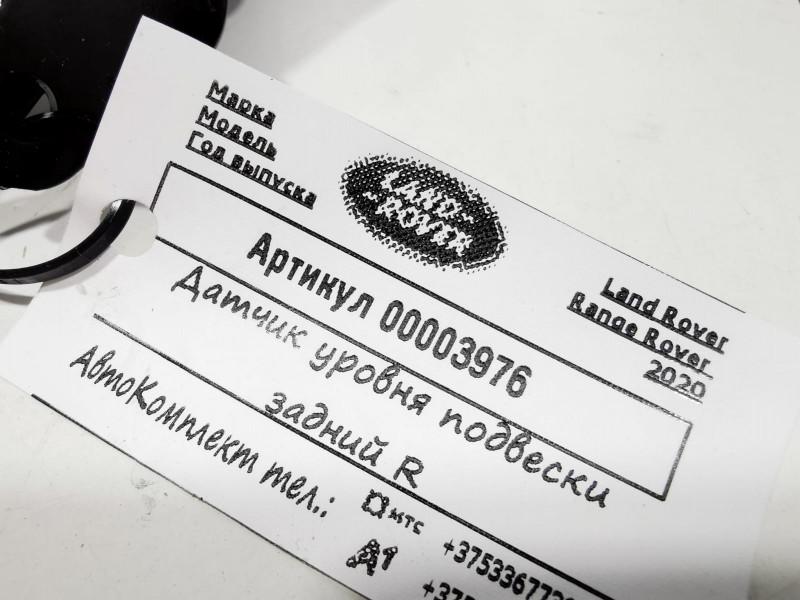 Марка
Модель
Год выпуска
LAND-
-ROVER
Land Rover
Range Rover
2020
Артикул 00003976
Датчик уровня подвески
задний R
АвтоКомплект тел.:
мтс
A1